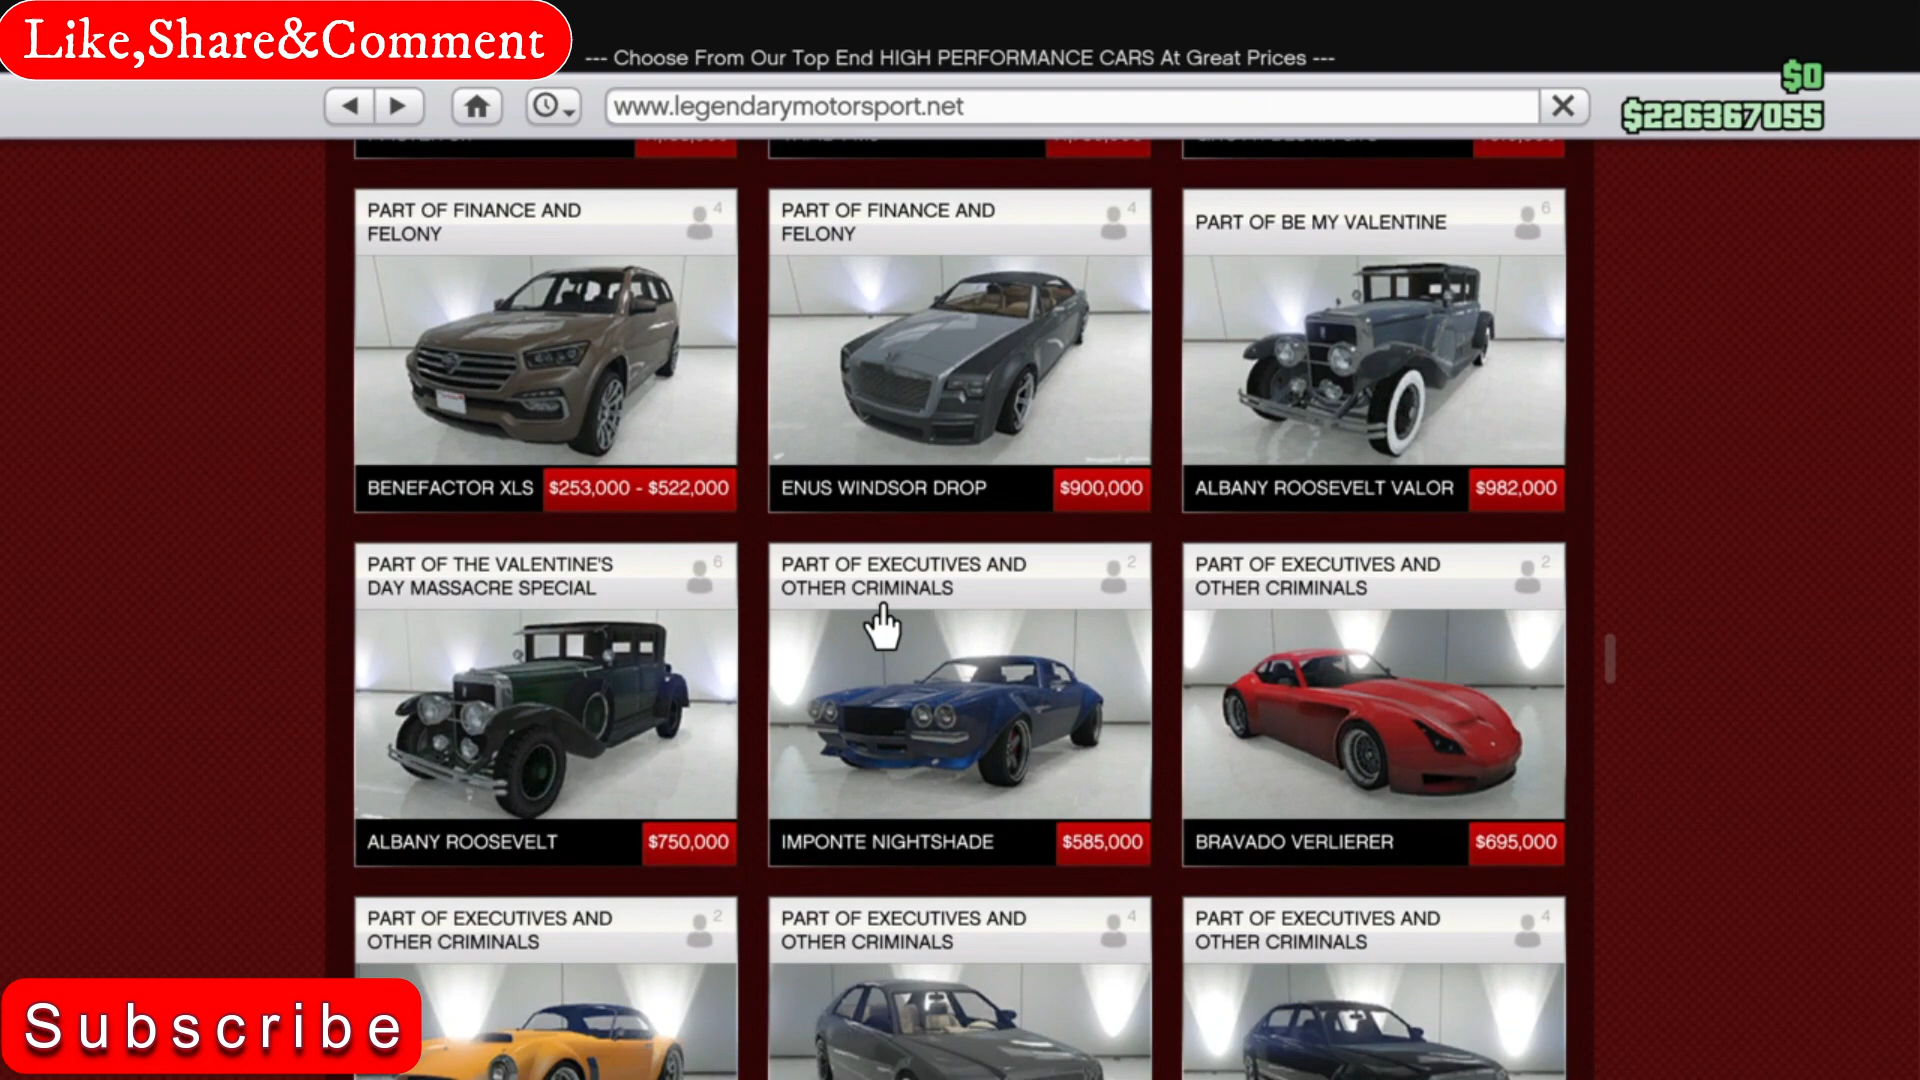 Like,Share&Comment
--- Choose From Our Top End HIGH PERFORMANCE CARS At Great Prices ---
$0
www.legendarymotorsport.net
$226367055
PART OF FINANCE AND
FELONY
4
PART OF FINANCE AND
FELONY
4
PART OF BE MY VALENTINE
6
BENEFACTOR XLS $253,000 - $522,000
ENUS WINDSOR DROP $900,000
ALBANY ROOSEVELT VALOR $982,000
PART OF THE VALENTINE'S
DAY MASSACRE SPECIAL
6
PART OF EXECUTIVES AND
OTHER CRIMINALS
2
PART OF EXECUTIVES AND
OTHER CRIMINALS
2
ALBANY ROOSEVELT $750,000
IMPONTE NIGHTSHADE $585,000
BRAVADO VERLIERER $695,000
PART OF EXECUTIVES AND
OTHER CRIMINALS
2
PART OF EXECUTIVES AND
OTHER CRIMINALS
4
PART OF EXECUTIVES AND
OTHER CRIMINALS
4
Subscribe